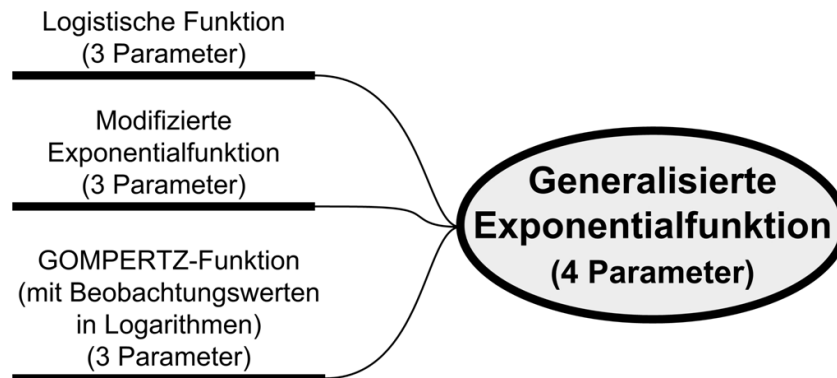 Logistische Funktion
(3 Parameter)
Modifizierte
Exponentialfunktion
(3 Parameter)
GOMPERTZ-Funktion
(mit Beobachtungswerten
in Logarithmen)
(3 Parameter)
Generalisierte
Exponentialfunktion
(4 Parameter)